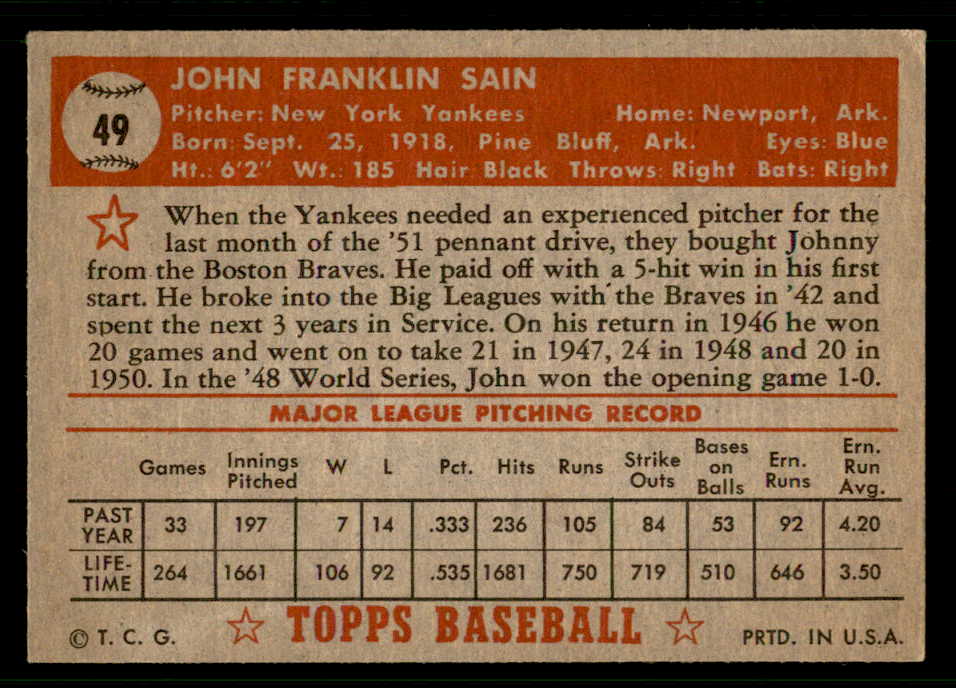 49
JOHN FRANKLIN SAIN
Pitcher: New York Yankees Home: Newport, Ark.
Born: Sept. 25, 1918, Pine Bluff, Ark. Eyes: Blue
Ht.: 6'2" Wt.: 185 Hair Black Throws: Right Bats: Right
When the Yankees needed an experienced pitcher for the
last month of the '51 pennant drive, they bought Johnny
from the Boston Braves. He paid off with a 5-hit win in his first
start. He broke into the Big Leagues with the Braves in '42 and
spent the next 3 years in Service. On his return in 1946 he won
20 games and went on to take 21 in 1947, 24 in 1948 and 20 in
1950. In the '48 World Series, John won the opening game 1-0.
MAJOR LEAGUE PITCHING RECORD
Games Innings Pitched W L Pct. Hits Runs Strike Outs Bases on Balls Ern. Runs Ern. Run Avg.
PAST YEAR 33 197 7 14 .333 236 105 84 53 92 4.20
LIFE-TIME 264 1661 106 92 .535 1681 750 719 510 646 3.50
© T. C. G. TOPPS BASEBALL PRTD. IN U.S.A.